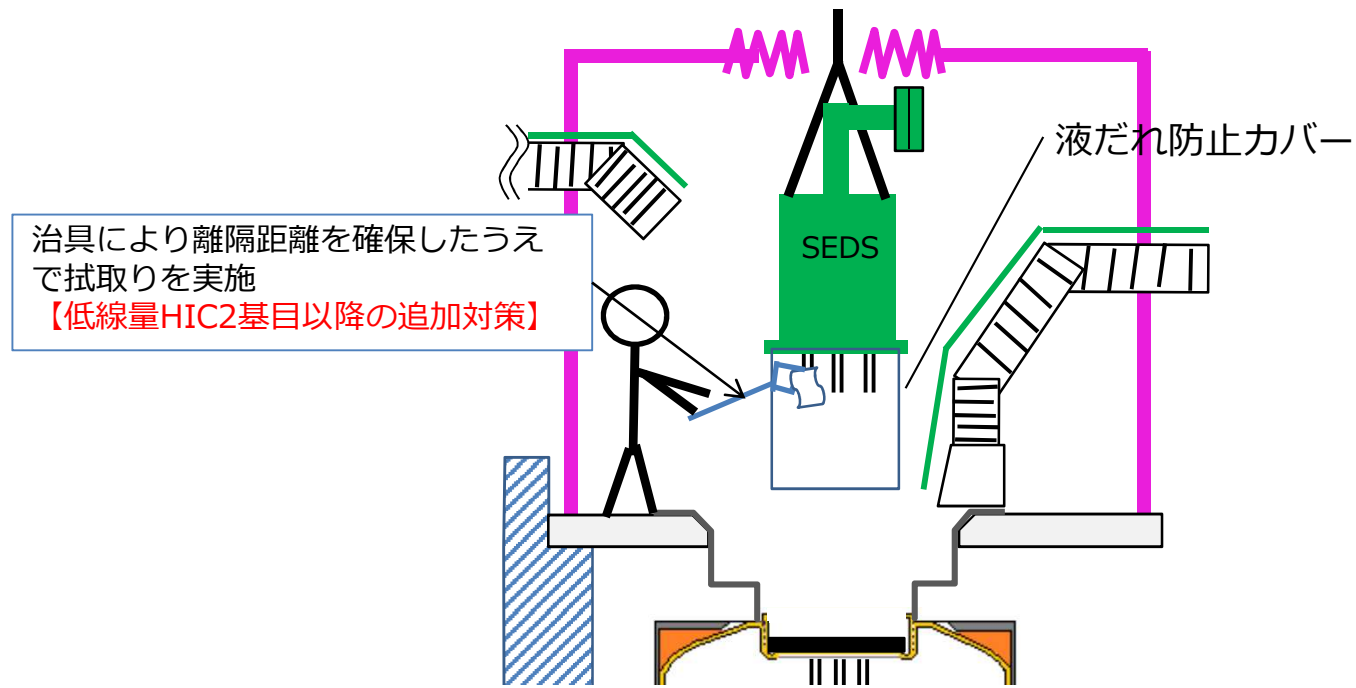 液だれ防止カバー
SEDS
治具により離隔距離を確保したうえ
で拭取りを実施
【低線量HIC2基目以降の追加対策】